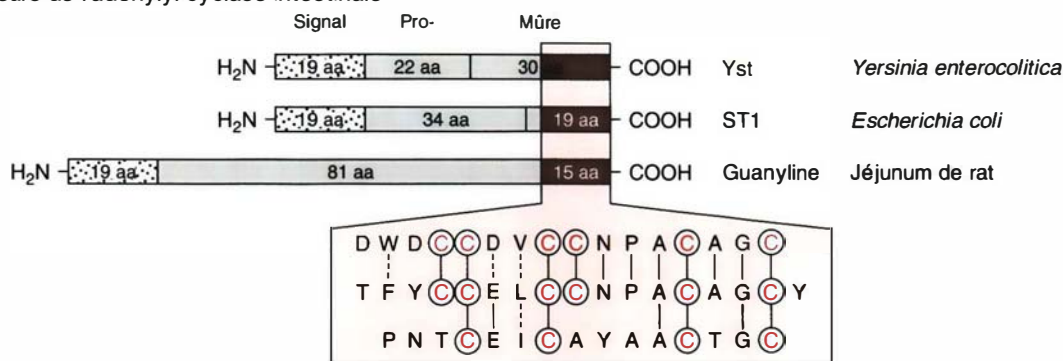 Signal Pro- Mûre
H₂N 19 aa 22 aa 30 COOH Yst Yersinia enterocolitica
H₂N 19 aa 34 aa 19 aa COOH ST1 Escherichia coli
H₂N 19 aa 81 aa 15 aa COOH Guanyline Jéjunum de rat
D W D C C D V C C N P A C A G C
T F Y C C E L C C N P A C A G C Y
P N T C E I C A Y A A C T G C